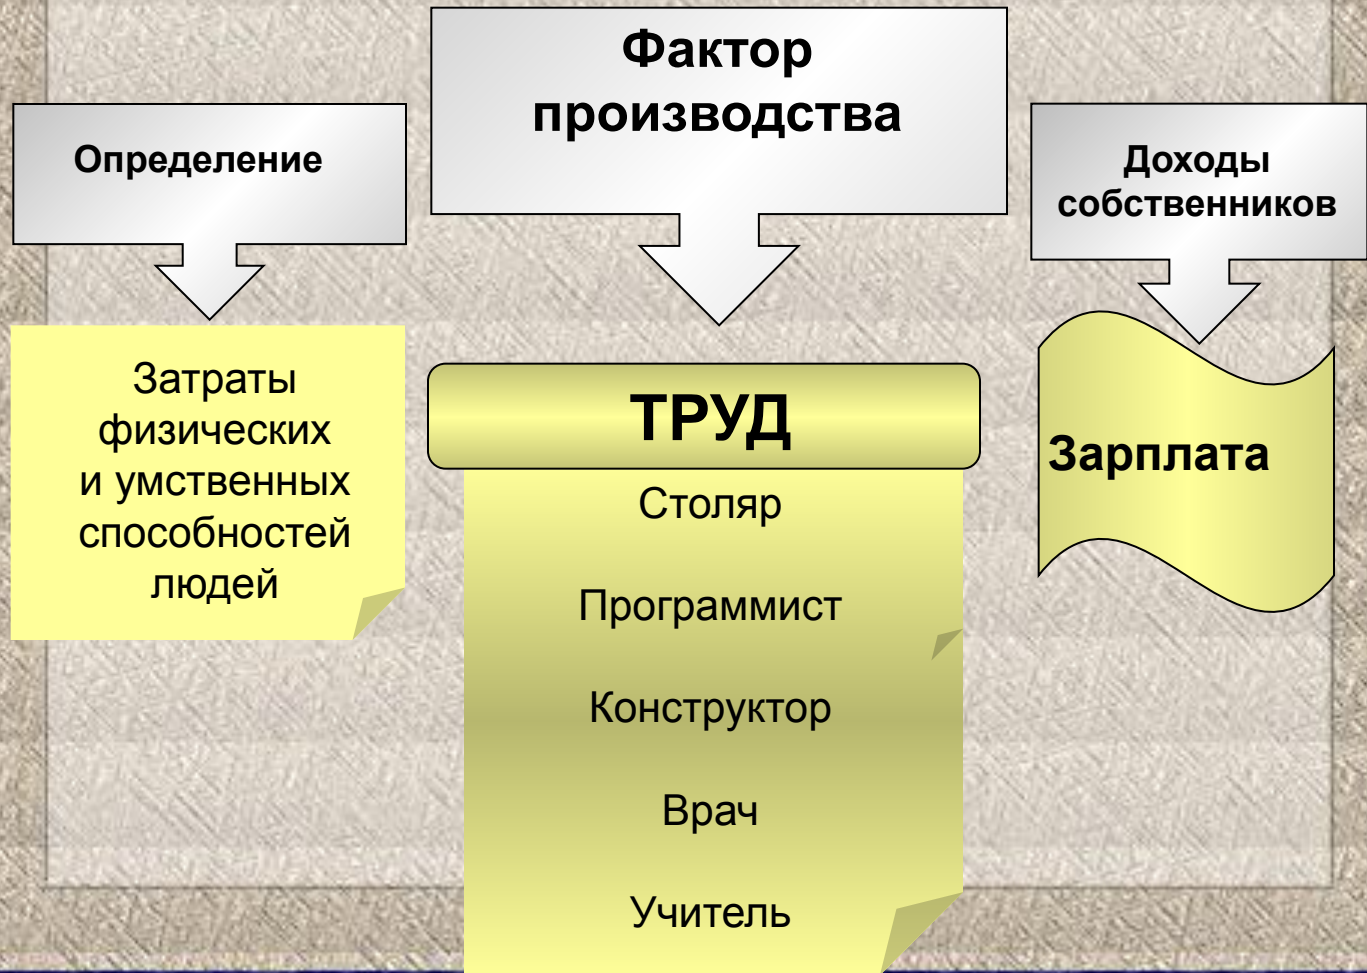 Фактор
производства
Определение
Доходы
собственников
Затраты
физических
и умственных
способностей
людей
ТРУД
Столяр
Программист
Конструктор
Врач
Учитель
Зарплата